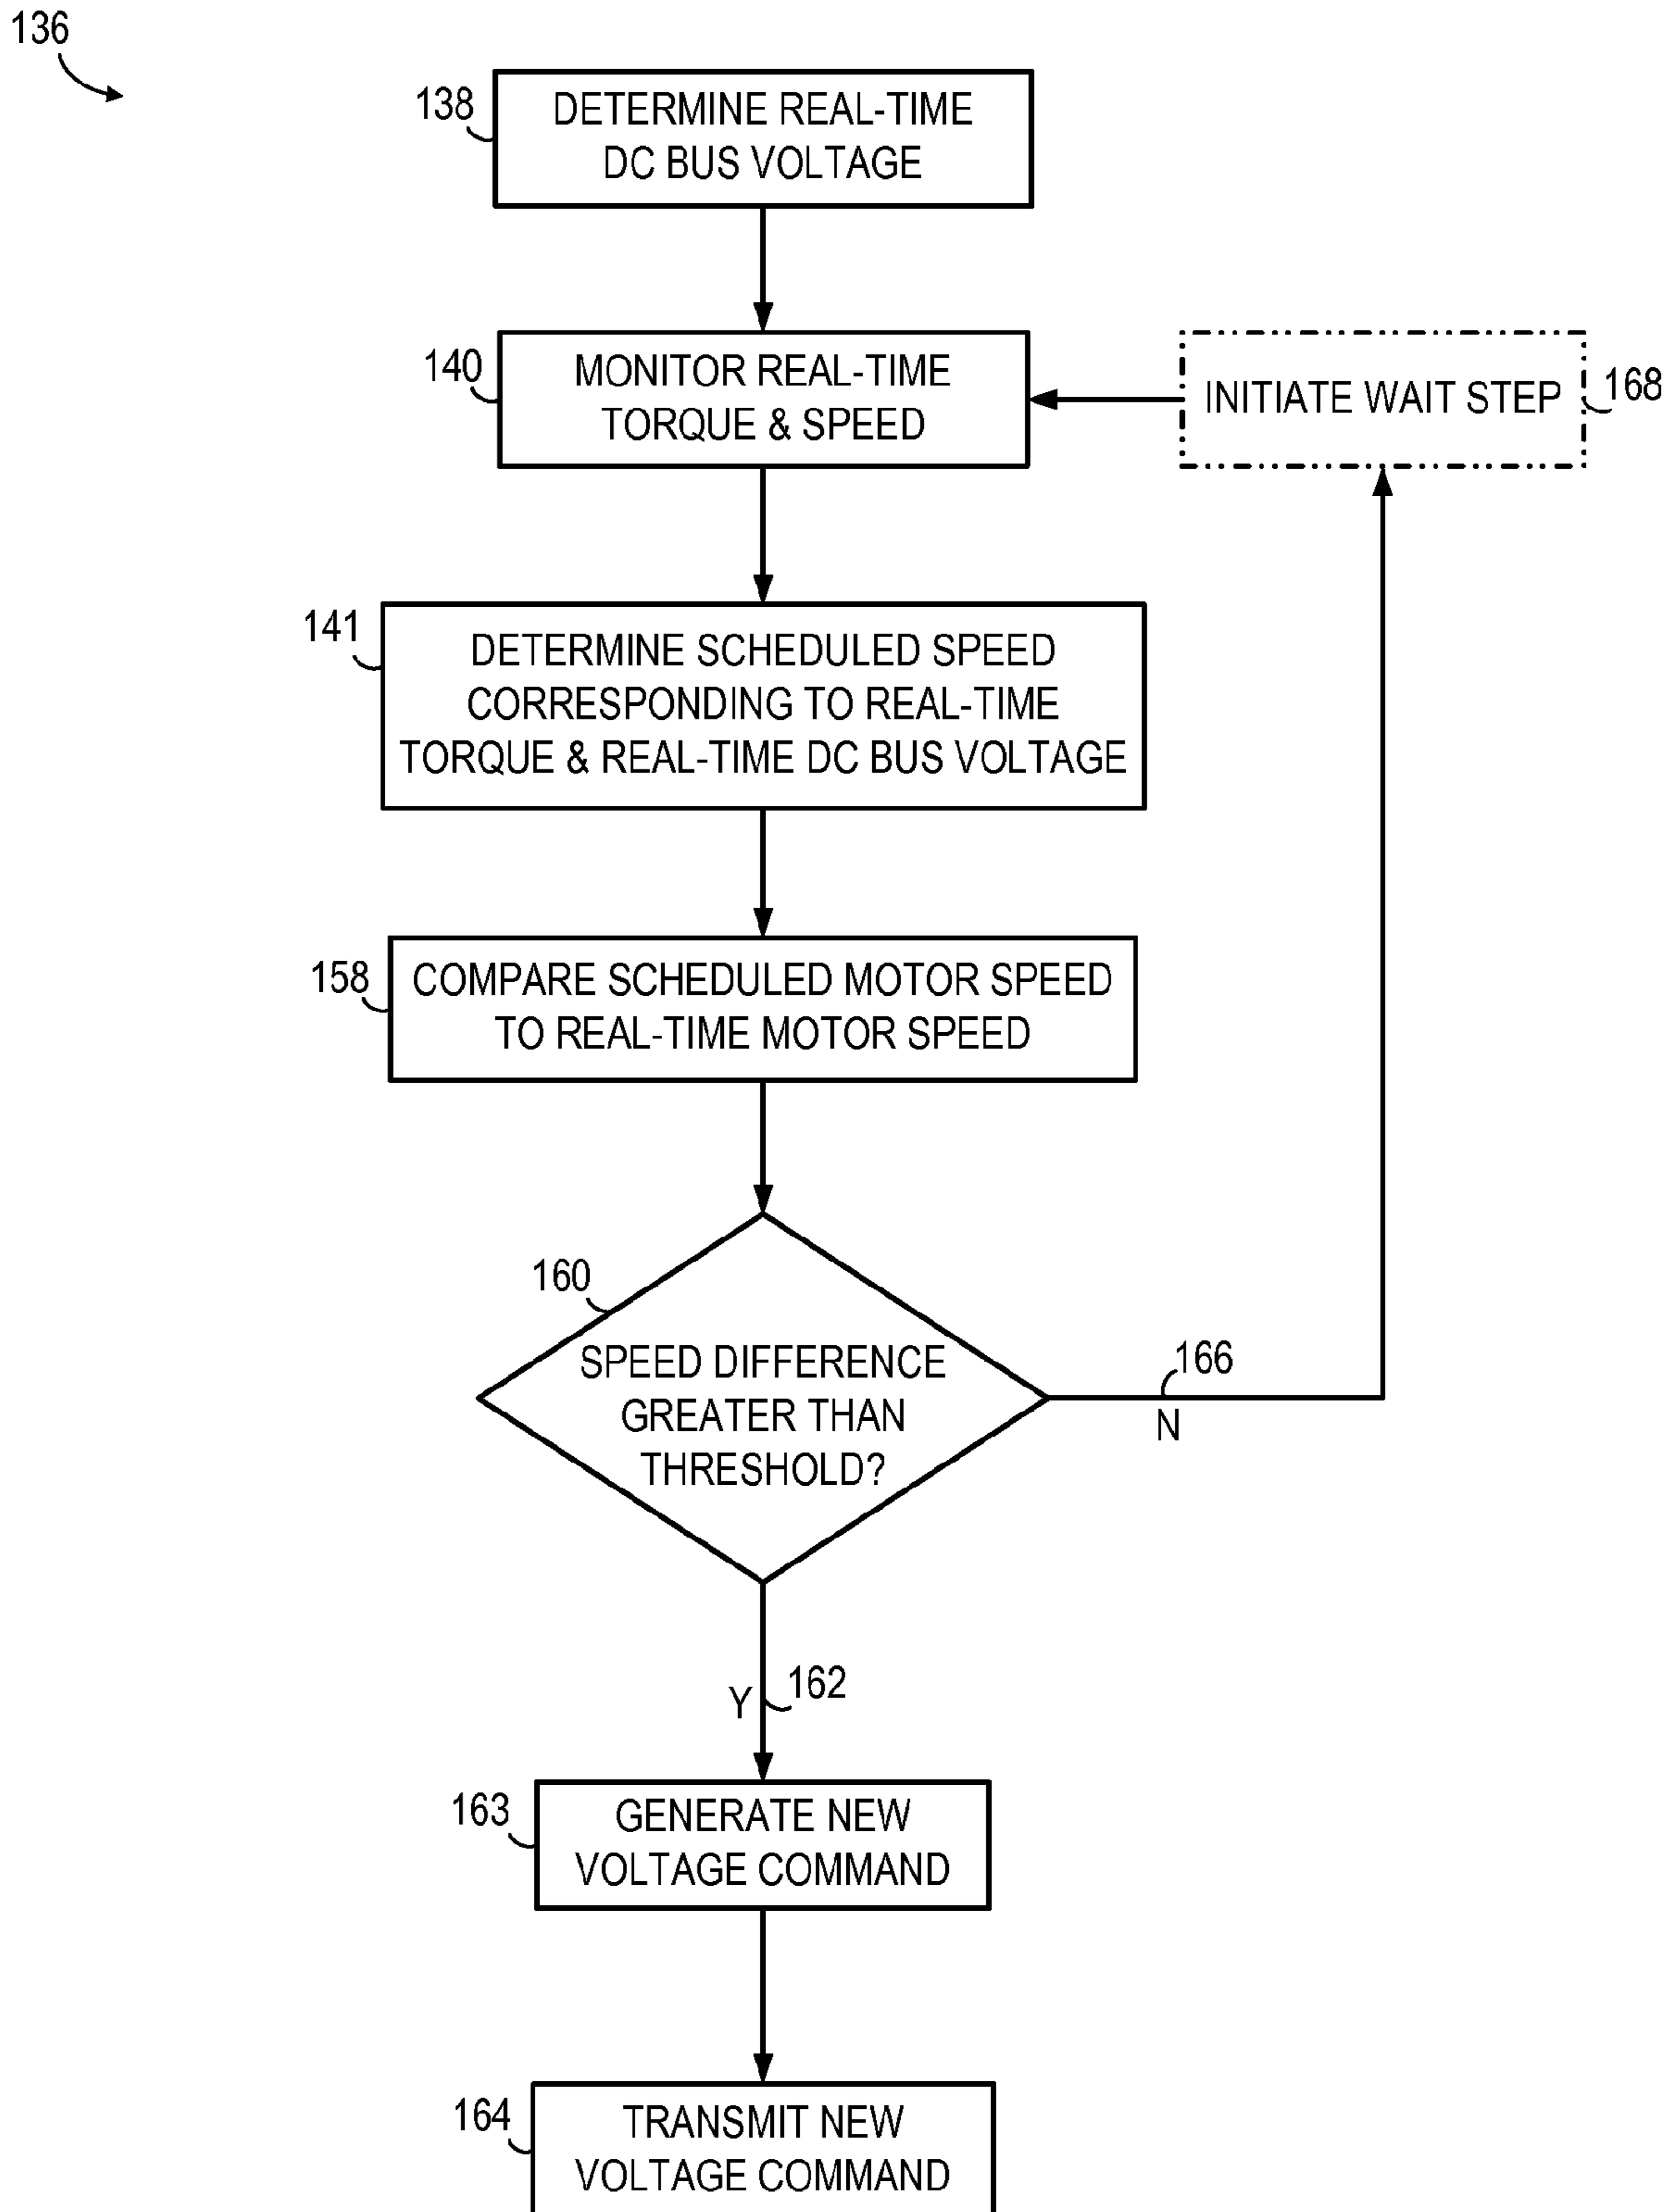 136
138
DETERMINE REAL-TIME
DC BUS VOLTAGE
140
MONITOR REAL-TIME
TORQUE & SPEED
INITIATE WAIT STEP
168
141
DETERMINE SCHEDULED SPEED
CORRESPONDING TO REAL-TIME
TORQUE & REAL-TIME DC BUS VOLTAGE
158
COMPARE SCHEDULED MOTOR SPEED
TO REAL-TIME MOTOR SPEED
160
SPEED DIFFERENCE
GREATER THAN
THRESHOLD?
166
N
Y
162
163
GENERATE NEW
VOLTAGE COMMAND
164
TRANSMIT NEW
VOLTAGE COMMAND